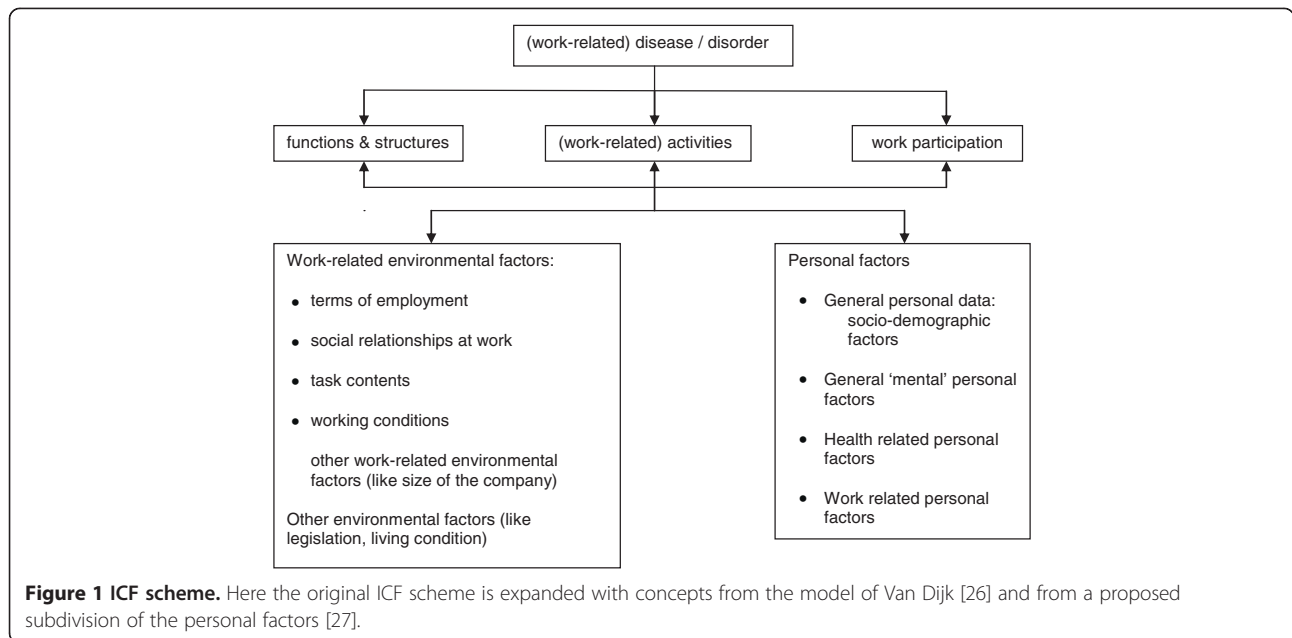 (work-related) disease / disorder
functions & structures
(work-related) activities
work participation
Work-related environmental factors:
• terms of employment
• social relationships at work
• task contents
• working conditions
other work-related environmental
factors (like size of the company)
Other environmental factors (like
legislation, living condition)
Personal factors
• General personal data:
socio-demographic
factors
• General ‘mental’ personal
factors
• Health related personal
factors
• Work related personal
factors
Figure 1 ICF scheme. Here the original ICF scheme is expanded with concepts from the model of Van Dijk [26] and from a proposed
subdivision of the personal factors [27].